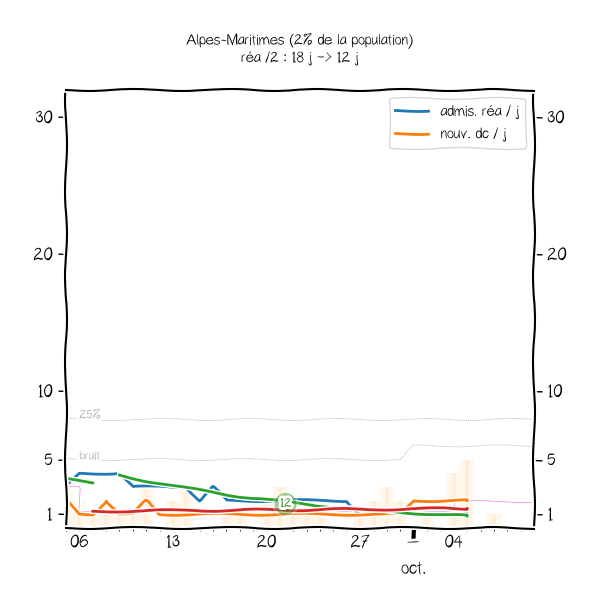 Alpes-Maritimes (2% de la population)
réa /2 : 18 j -> 12 j
admis. réa / j
nouv. dc / j
30
30
20
20
10
10
25%
bruit
5
5
12
1
1
06
13
20
27
04
oct.